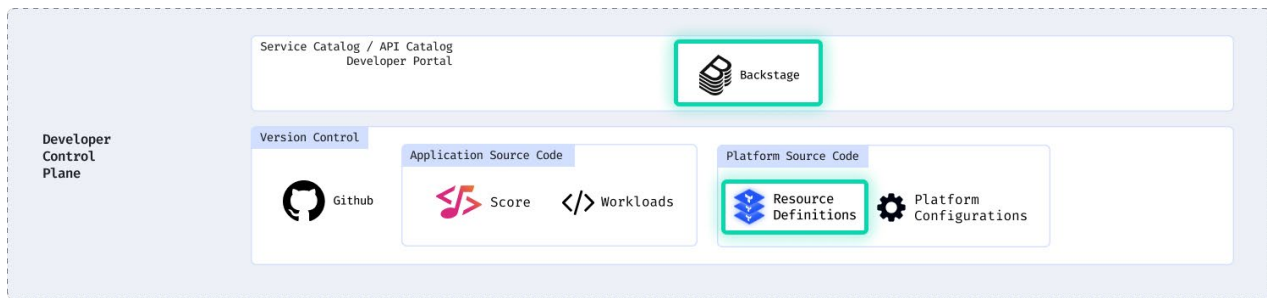 Service Catalog / API Catalog
Developer Portal
Backstage
Developer
Control
Plane
Version Control
Github
Application Source Code
Score
Workloads
Platform Source Code
Resource
Definitions
Platform
Configurations